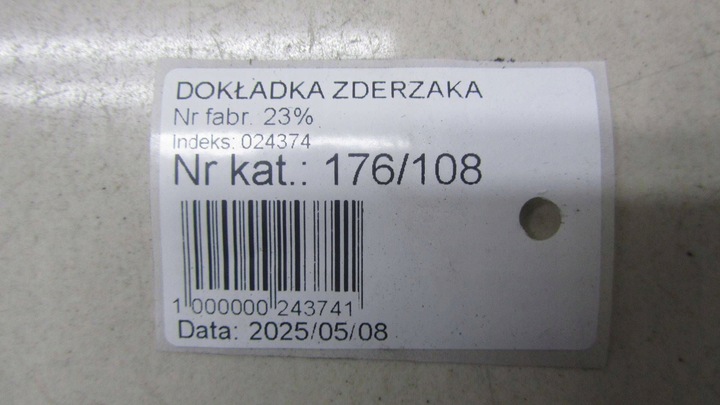 DOKŁADKA ZDERZAKA
Nr fabr. 23%
Indeks: 024374
Nr kat.: 176/108
1 000000 243741
Data: 2025/05/08